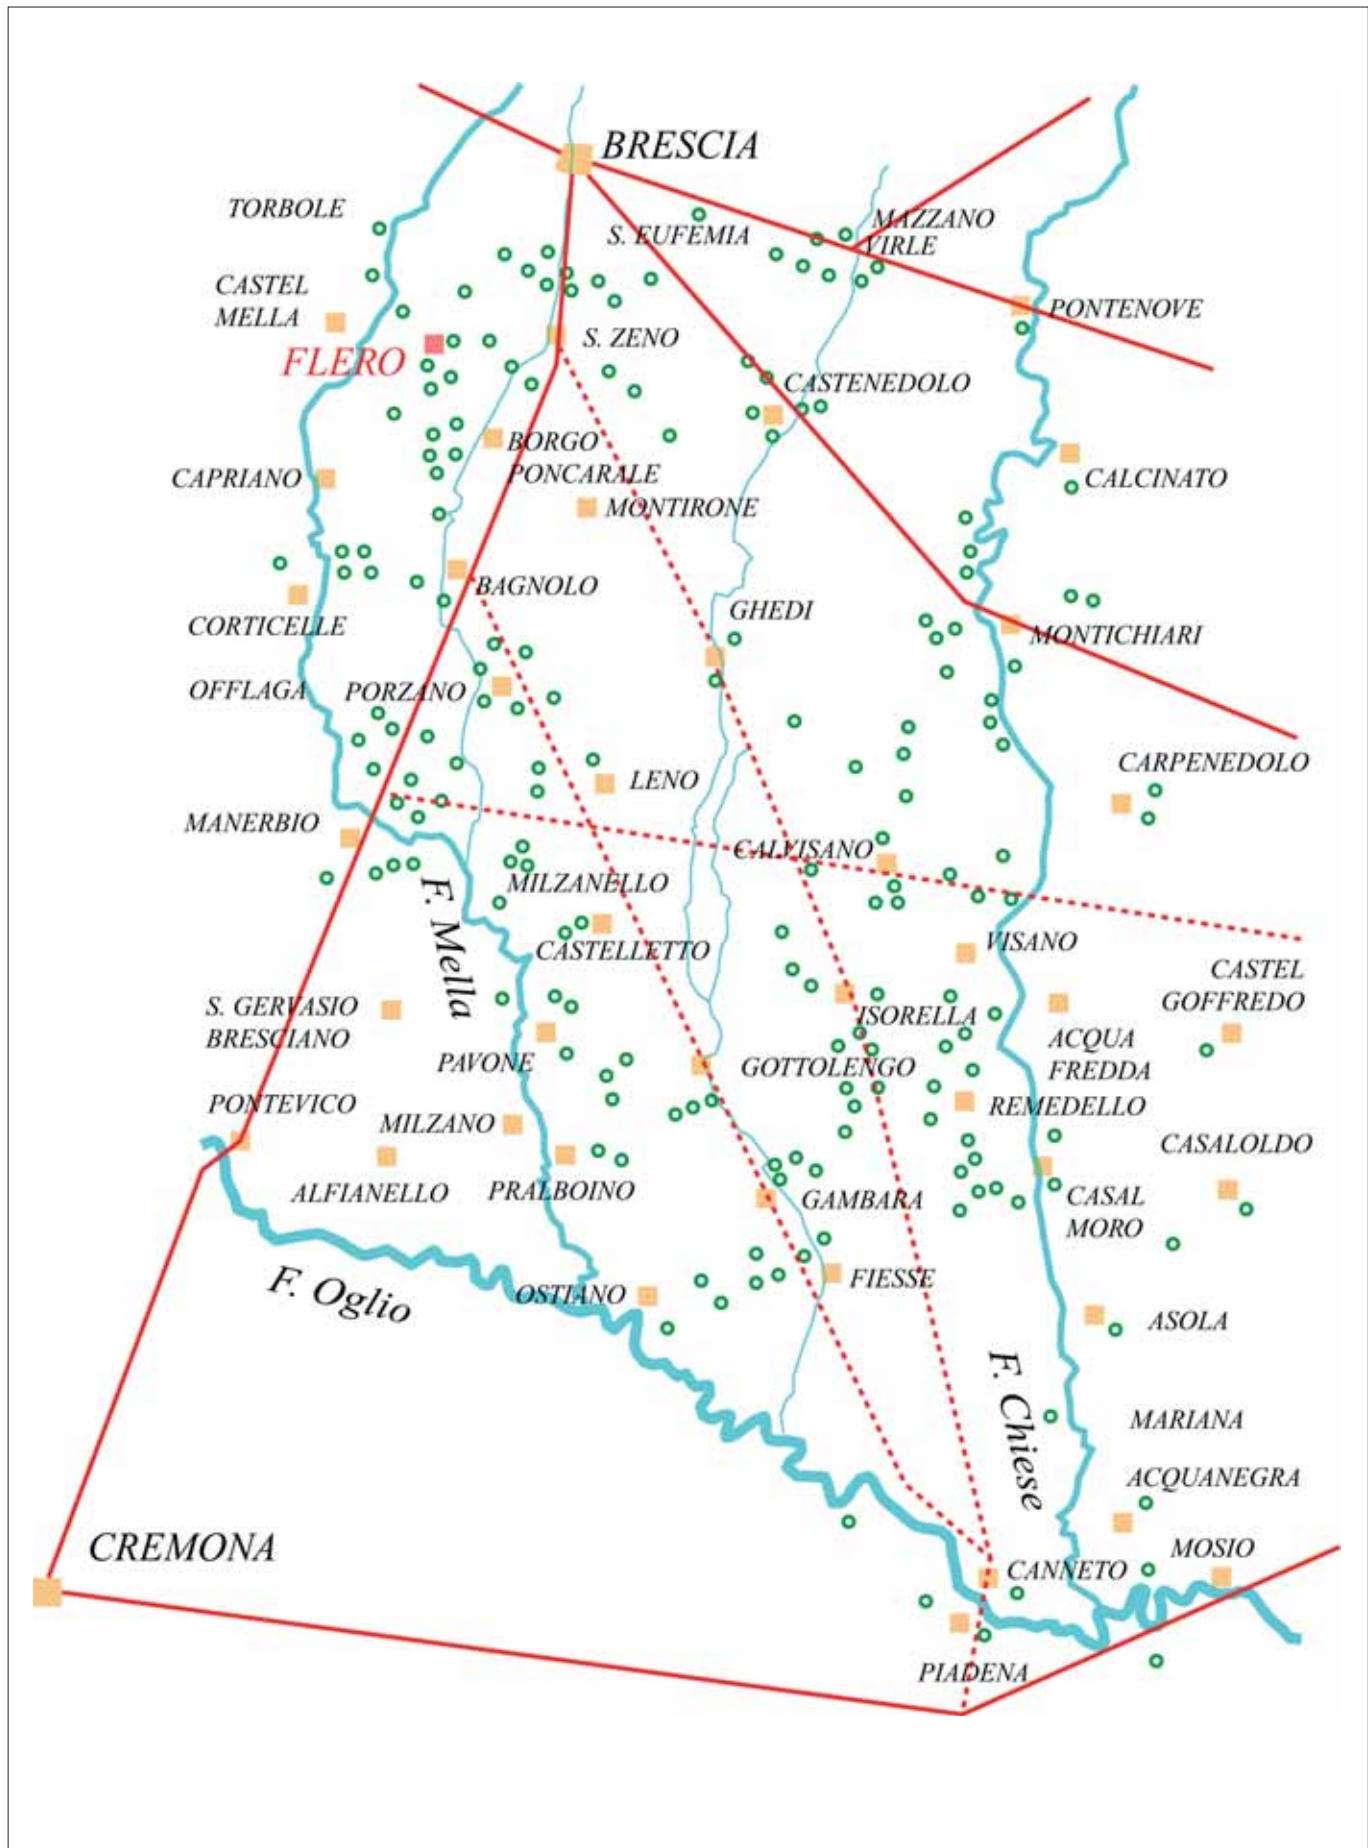 BRESCIA
TORBOLE
S. EUFEMIA
MAZZANO
VIRLE
CASTEL
MELLA
PONTENOVE
S. ZENO
FLERO
CASTENEDOLO
BORGO
PONCARALE
CAPRIANO
CALCINATO
MONTIRONE
BAGNOLO
GHEDI
CORTICELLE
MONTICHIARI
OFFLAGA
PORZANO
CARPENEDOLO
LENO
MANERBIO
CALVISANO
MILZANELLO
F. Mella
VISANO
CASTELLETTO
CASTEL
GOFFREDO
S. GERVASIO
BRESCIANO
ISORELLA
ACQUA
FREDDA
PAVONE
GOTTOLENGO
PONTEVICO
MILZANO
REMEDELLO
CASALOLDO
ALFIANELLO
PRALBOINO
GAMBARA
CASAL
MORO
F. Oglio
OSTIANO
FIESSE
ASOLA
F. Chiese
MARIANA
ACQUANEGRA
CREMONA
MOSIO
CANNETO
PIADENA